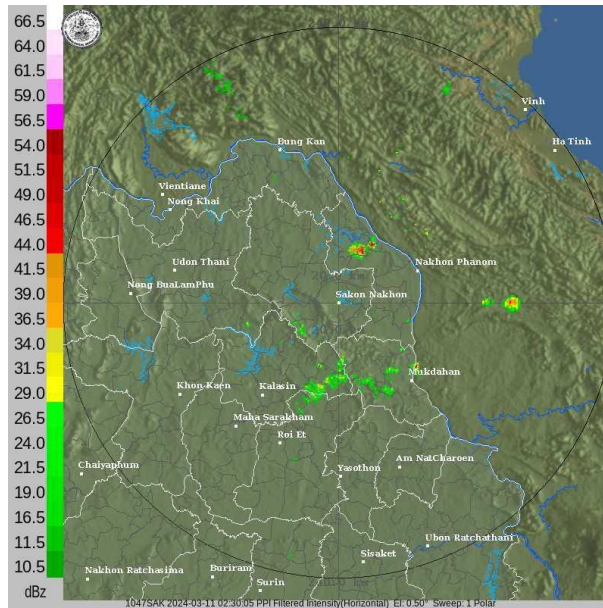 66.5
64.0
61.5
59.0
56.5
54.0
51.5
49.0
46.5
44.0
41.5
39.0
36.5
34.0
31.5
29.0
26.5
24.0
21.5
19.0
16.5
11.5
10.5
dBz
Vinh
Ha Tinh
Bung Kan
Vientiane
Nong Khai
Udon Thani
Nakhon Phanom
Nong BuaLamPhu
Sakon Nakhon
Mukdahan
Khon Kaen
Kalasin
Maha Sarakham
Roi Et
Chaiyaphum
Yasothon
Am NatCharoen
Ubon Ratchathani
Sisaket
Nakhon Ratchasima
Buriram
Surin
1047SAK 2024-03-11 02:30:05 PPI Filtered Intensity(Horizontal) El: 0.50° Sweep: 1 Polar